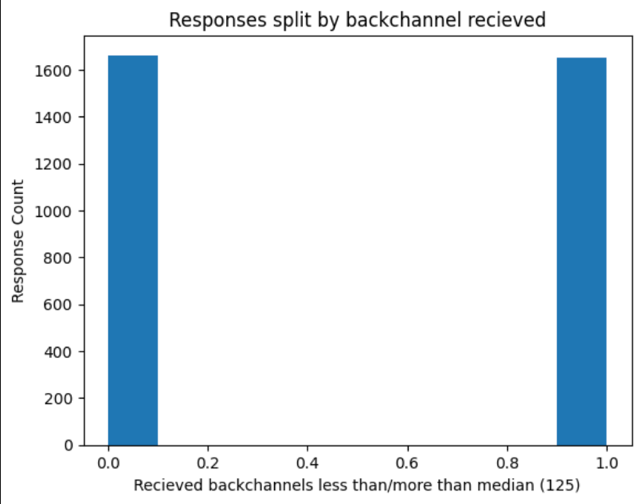 Responses split by backchannel recieved
1600
1400
1200
1000
800
600
400
200
0
Response Count
0.0 0.2 0.4 0.6 0.8 1.0
Recieved backchannels less than/more than median (125)